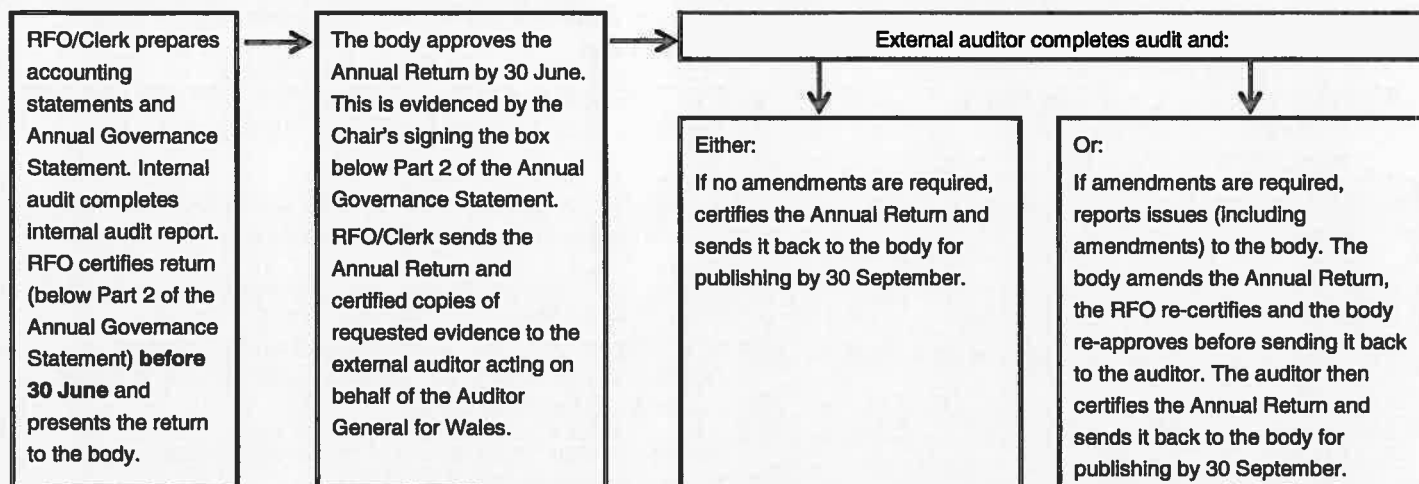 RFO/Clerk prepares
accounting
statements and
Annual Governance
Statement. Internal
audit completes
internal audit report.
RFO certifies return
(below Part 2 of the
Annual Governance
Statement) before
30 June and
presents the return
to the body.
The body approves the
Annual Return by 30 June.
This is evidenced by the
Chair's signing the box
below Part 2 of the Annual
Governance Statement.
RFO/Clerk sends the
Annual Return and
certified copies of
requested evidence to the
external auditor acting on
behalf of the Auditor
General for Wales.
External auditor completes audit and:
Either:
If no amendments are required,
certifies the Annual Return and
sends it back to the body for
publishing by 30 September.
Or:
If amendments are required,
reports issues (including
amendments) to the body. The
body amends the Annual Return,
the RFO re-certifies and the body
re-approves before sending it back
to the auditor. The auditor then
certifies the Annual Return and
sends it back to the body for
publishing by 30 September.